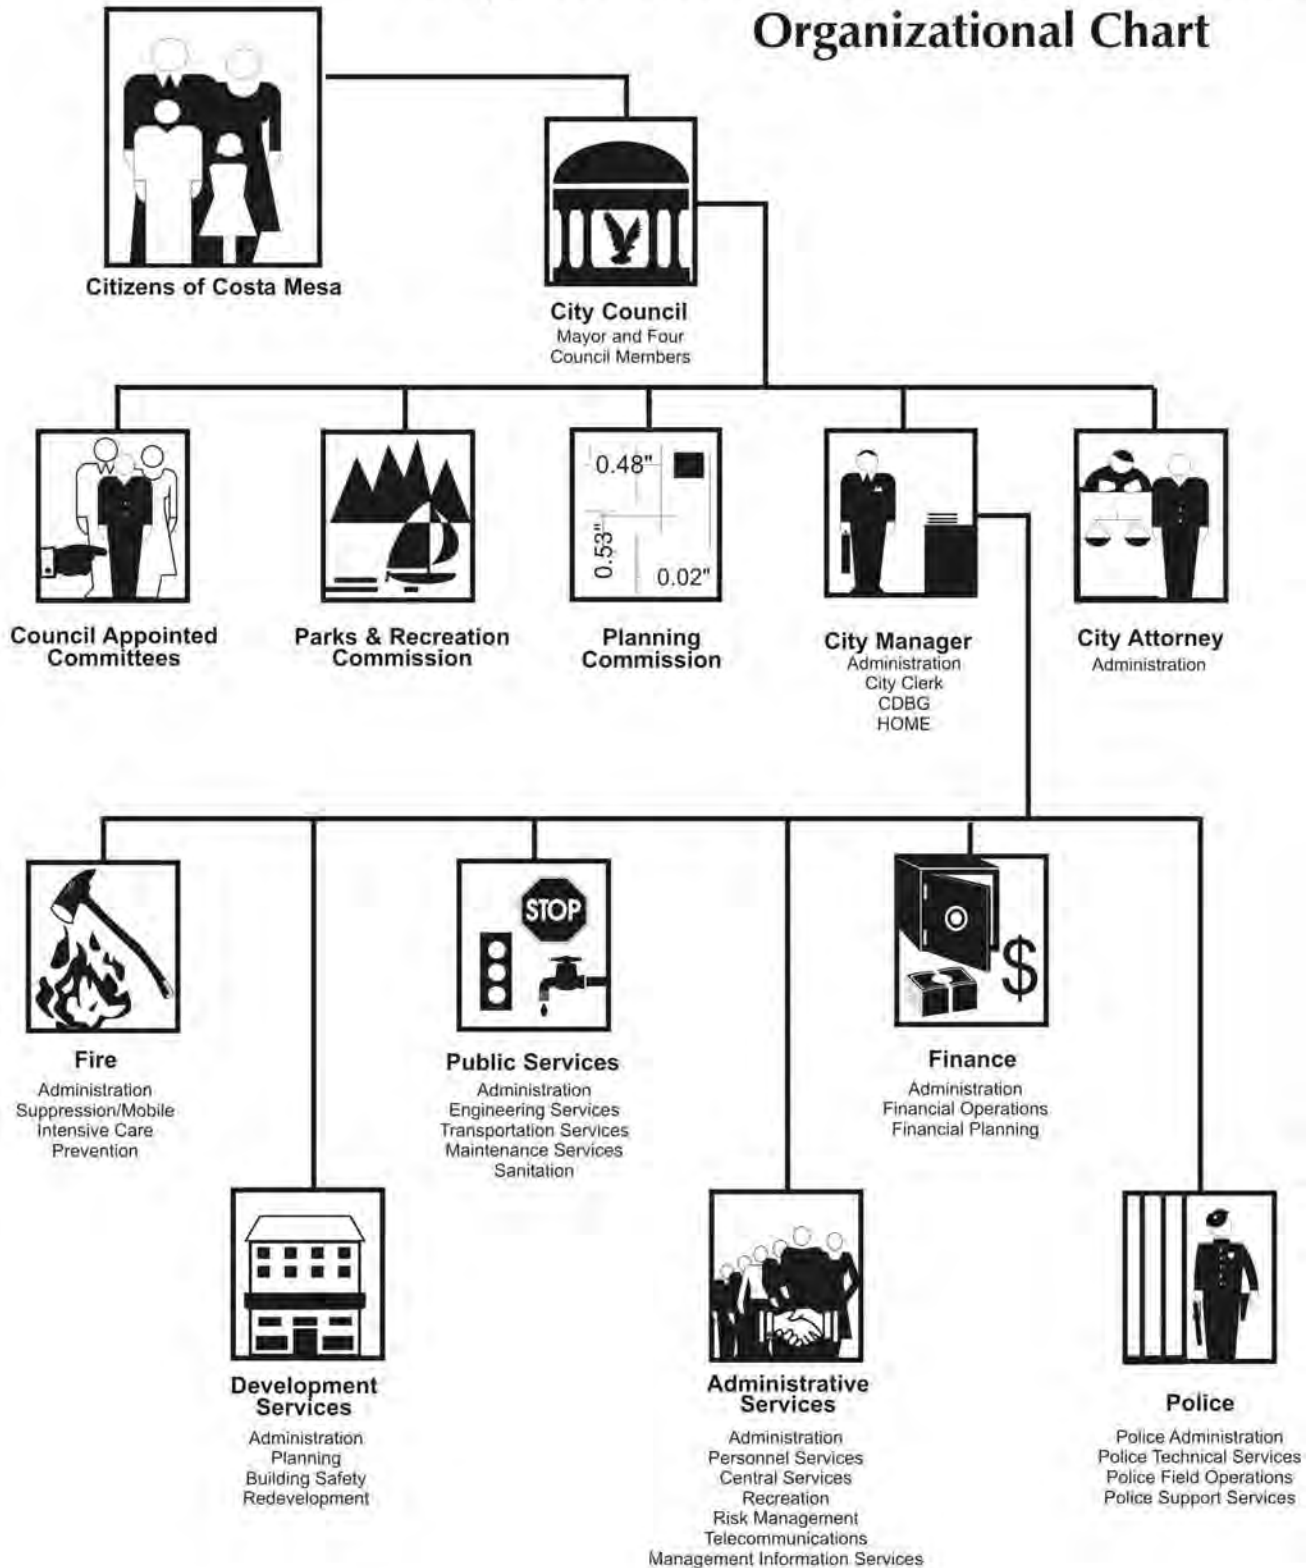 Organizational Chart
Citizens of Costa Mesa
City Council
Mayor and Four
Council Members
0.48"
0.53"
0.02"
Council Appointed
Committees
Parks & Recreation
Commission
Planning
Commission
City Manager
Administration
City Clerk
CDBG
HOME
City Attorney
Administration
STOP
$
Fire
Administration
Suppression/Mobile
Intensive Care
Prevention
Public Services
Administration
Engineering Services
Transportation Services
Maintenance Services
Sanitation
Finance
Administration
Financial Operations
Financial Planning
Development
Services
Administration
Planning
Building Safety
Redevelopment
Administrative
Services
Administration
Personnel Services
Central Services
Recreation
Risk Management
Telecommunications
Management Information Services
Police
Police Administration
Police Technical Services
Police Field Operations
Police Support Services